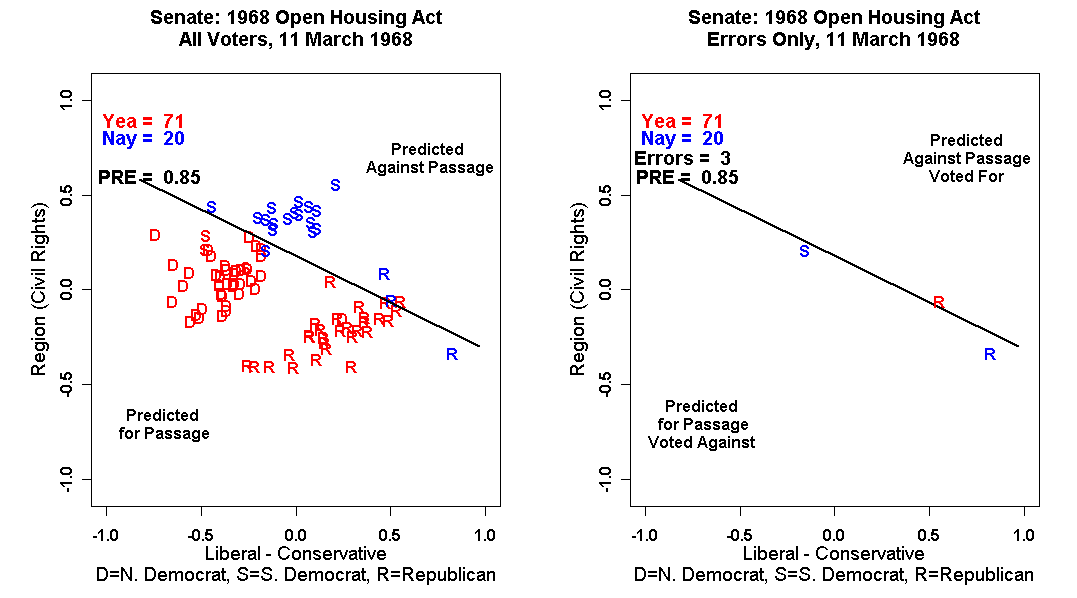 Senate: 1968 Open Housing Act
All Voters, 11 March 1968
Yea = 71
Nay = 20
PRE = 0.85
Predicted
Against Passage
Predicted
for Passage
Region (Civil Rights)
1.0
0.5
0.0
-0.5
-1.0
-1.0 -0.5 0.0 0.5 1.0
Liberal - Conservative
D=N. Democrat, S=S. Democrat, R=Republican
Senate: 1968 Open Housing Act
Errors Only, 11 March 1968
Yea = 71
Nay = 20
Errors = 3
PRE = 0.85
Predicted
Against Passage
Voted For
S
R
R
Predicted
for Passage
Voted Against
Region (Civil Rights)
1.0
0.5
0.0
-0.5
-1.0
-1.0 -0.5 0.0 0.5 1.0
Liberal - Conservative
D=N. Democrat, S=S. Democrat, R=Republican